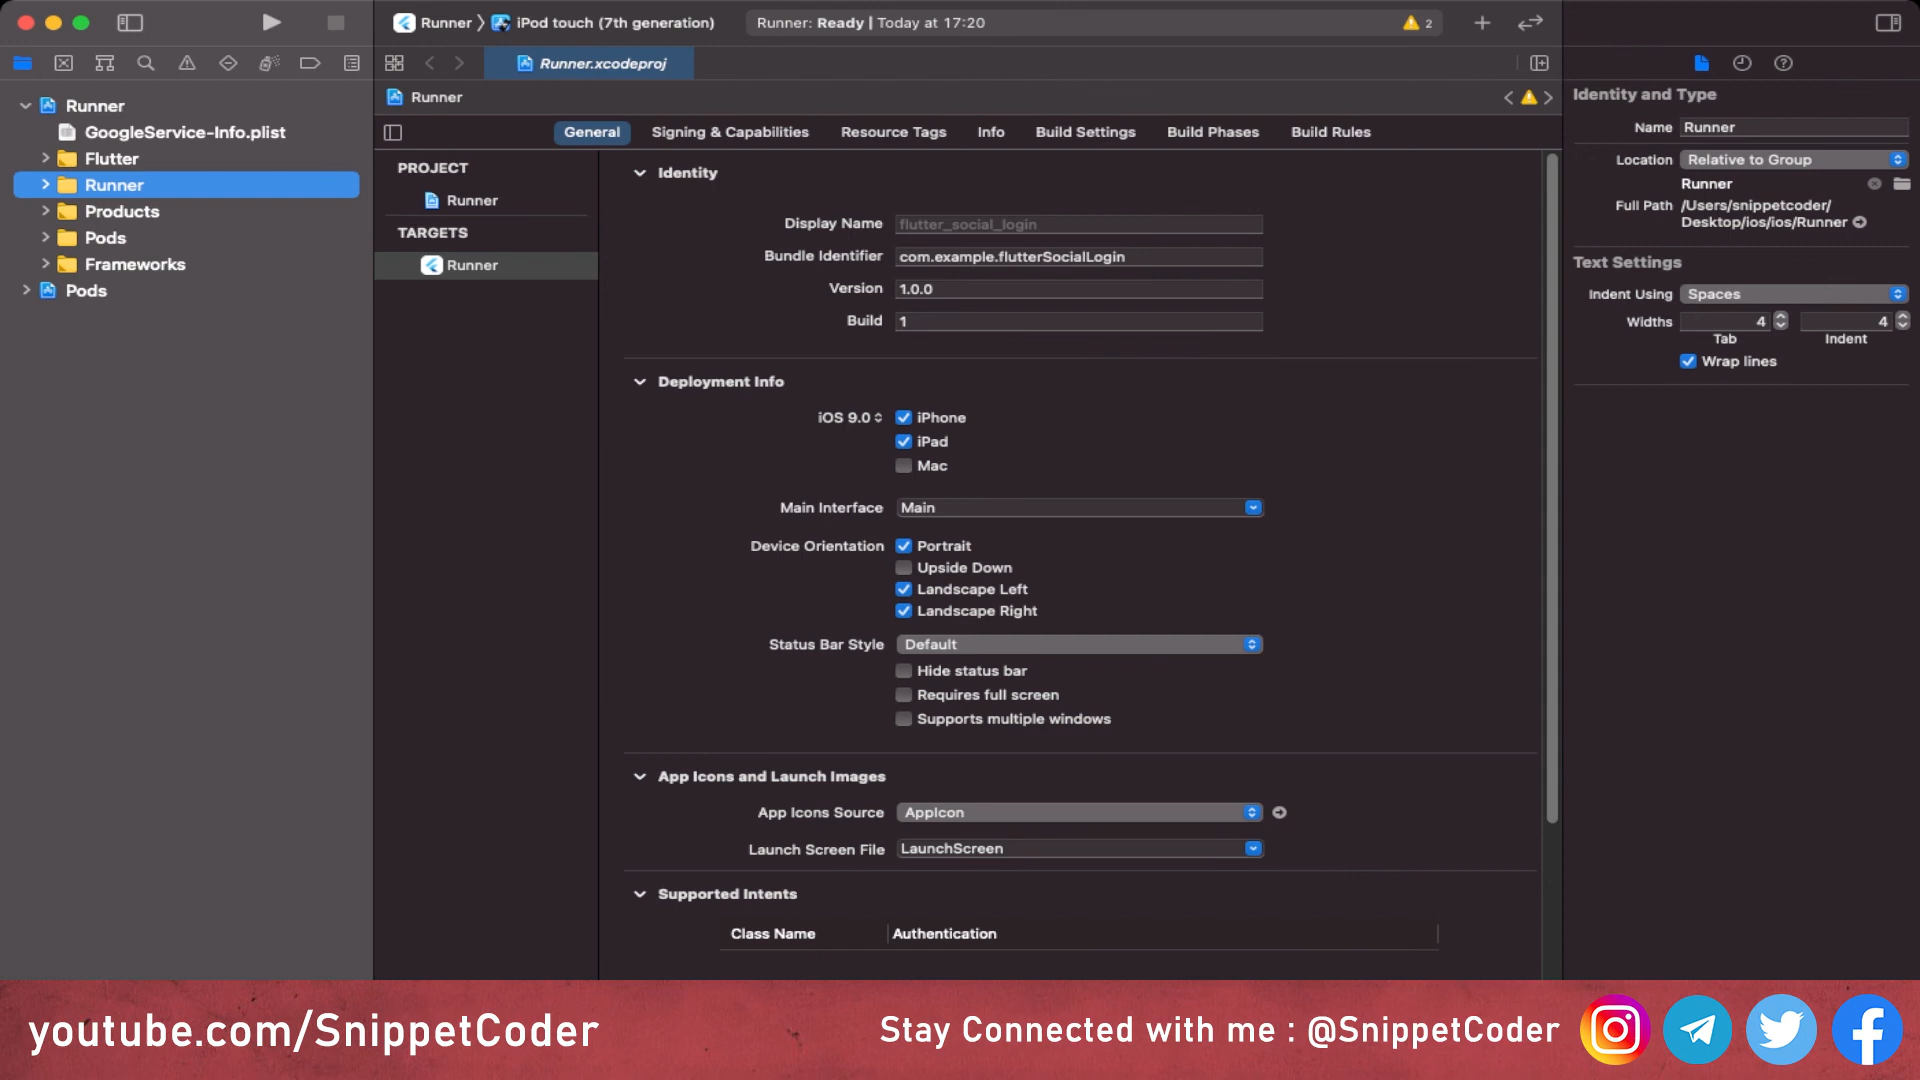 Runner
iPod touch (7th generation)
Runner: Ready | Today at 17:20
2
Runner.xcodeproj
Runner
GoogleService-Info.plist
Flutter
Runner
Products
Pods
Frameworks
Pods
Runner
General
Signing & Capabilities
Resource Tags
Info
Build Settings
Build Phases
Build Rules
PROJECT
Runner
TARGETS
Runner
Identity
Display Name flutter_social_login
Bundle Identifier com.example.flutterSocialLogin
Version 1.0.0
Build 1
Deployment Info
iOS 9.0 iPhone
iPad
Mac
Main Interface Main
Device Orientation Portrait
Upside Down
Landscape Left
Landscape Right
Status Bar Style Default
Hide status bar
Requires full screen
Supports multiple windows
App Icons and Launch Images
App Icons Source AppIcon
Launch Screen File LaunchScreen
Supported Intents
Class Name Authentication
Identity and Type
Name Runner
Location Relative to Group
Runner
Full Path /Users/snippetcoder/
Desktop/ios/ios/Runner
Text Settings
Indent Using Spaces
Widths 4 4
Tab Indent
Wrap lines
youtube.com/SnippetCoder
Stay Connected with me : @SnippetCoder